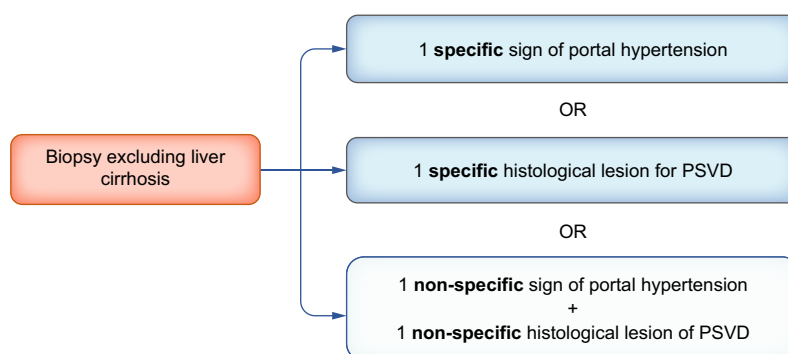 1 specific sign of portal hypertension
OR
Biopsy excluding liver
cirrhosis
1 specific histological lesion for PSVD
OR
1 non-specific sign of portal hypertension
+
1 non-specific histological lesion of PSVD